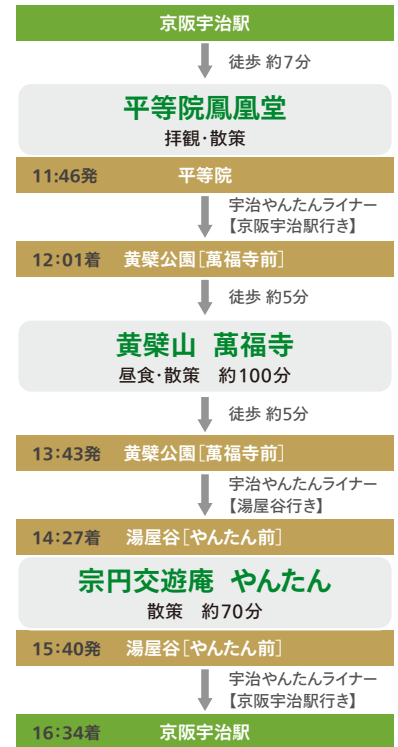 京阪宇治駅
徒歩 約7分
平等院鳳凰堂
拝観･散策
11:46発 平等院
宇治やんたんライナー
【京阪宇治駅行き】
12:01着 黄檗公園［萬福寺前］
徒歩 約5分
黄檗山 萬福寺
昼食･散策 約100分
徒歩 約5分
13:43発 黄檗公園［萬福寺前］
宇治やんたんライナー
【湯屋谷行き】
14:27着 湯屋谷［やんたん前］
宗円交遊庵 やんたん
散策 約70分
15:40発 湯屋谷［やんたん前］
宇治やんたんライナー
【京阪宇治駅行き】
16:34着 京阪宇治駅